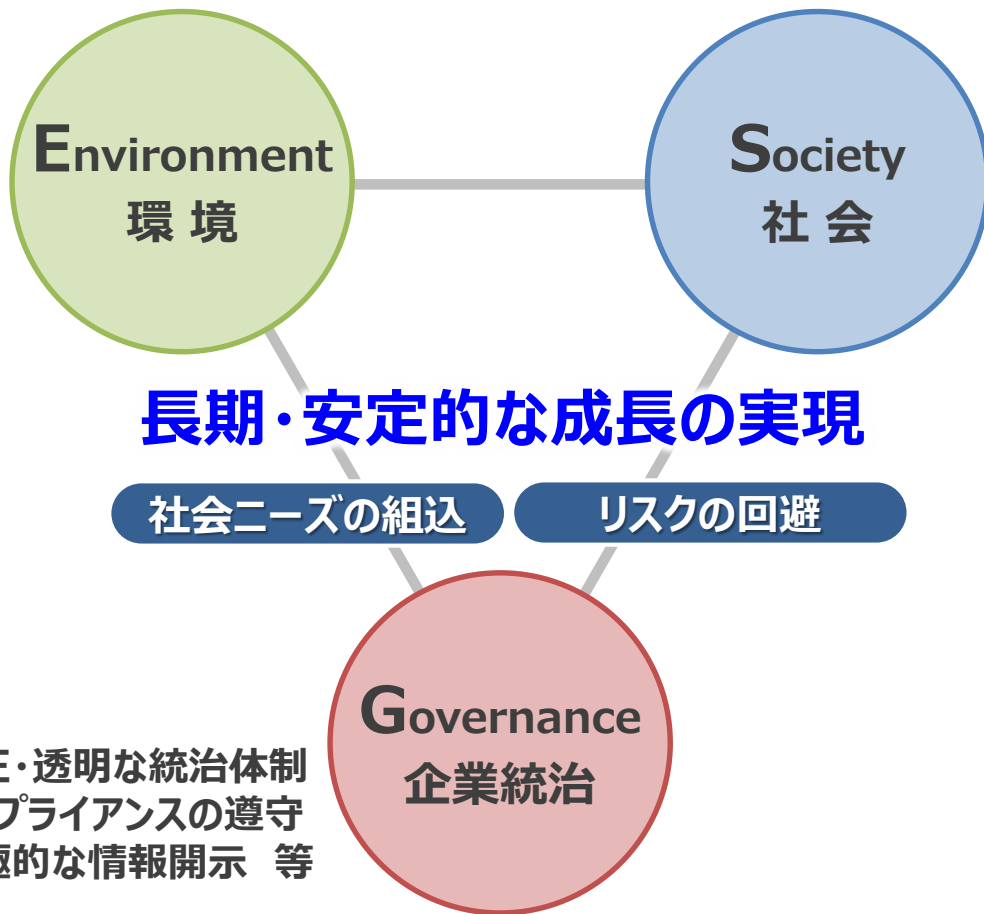 Environment
環 境
Society
社 会
長期・安定的な成長の実現
社会ニーズの組込
リスクの回避
Governance
企業統治
・透明な統治体制
プライアンスの遵守
的な情報開示 等